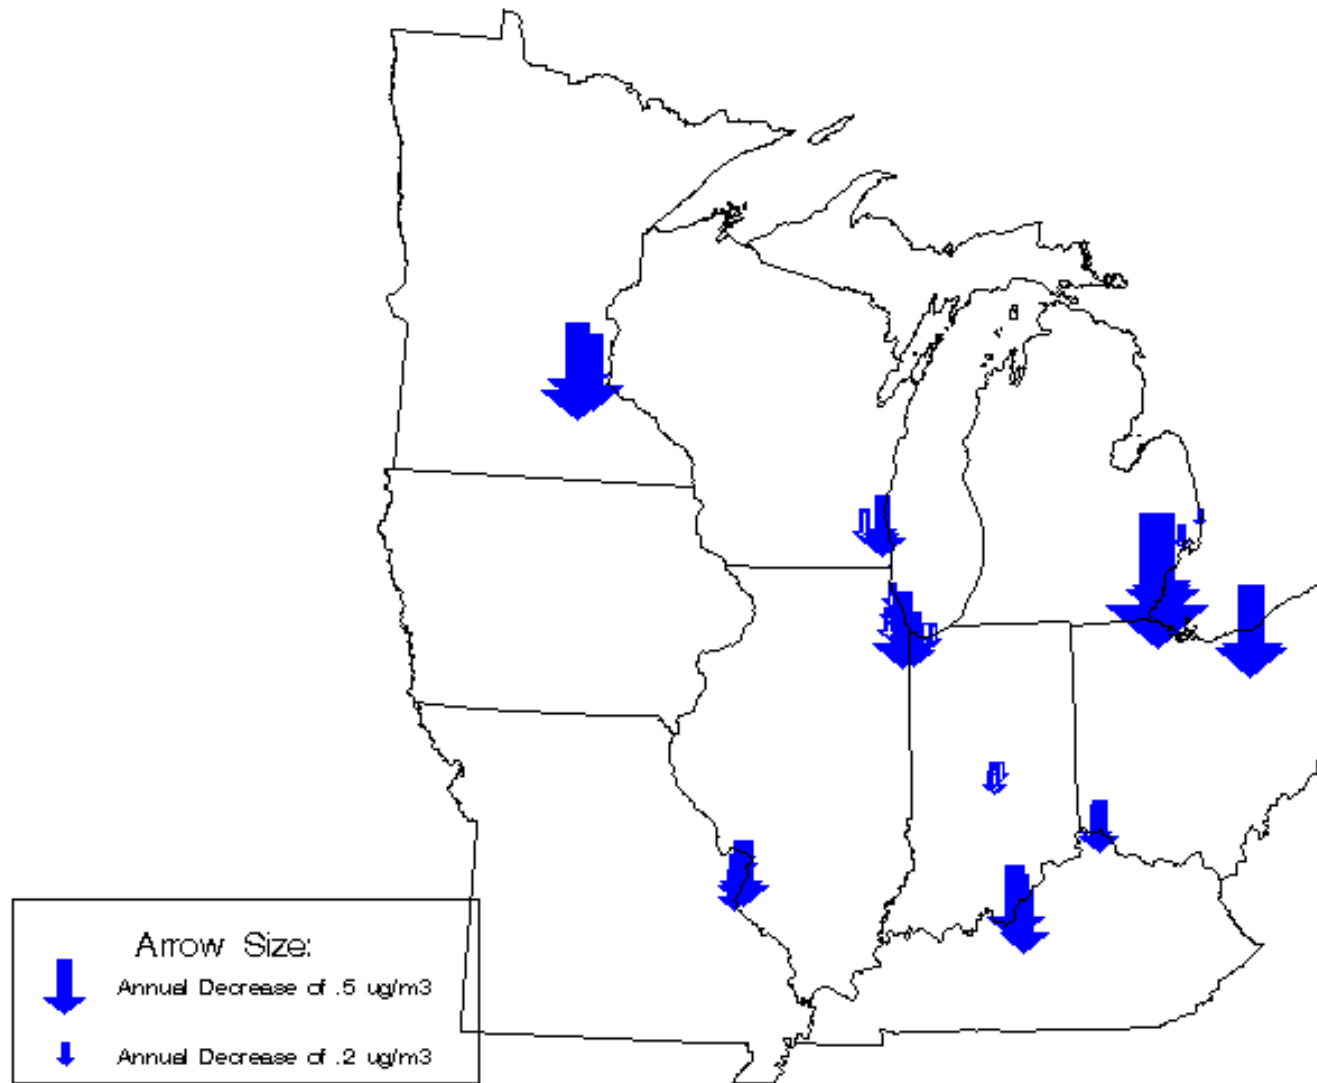 Arrow Size:
Annual Decrease of .5 ug/m3
Annual Decrease of .2 ug/m3